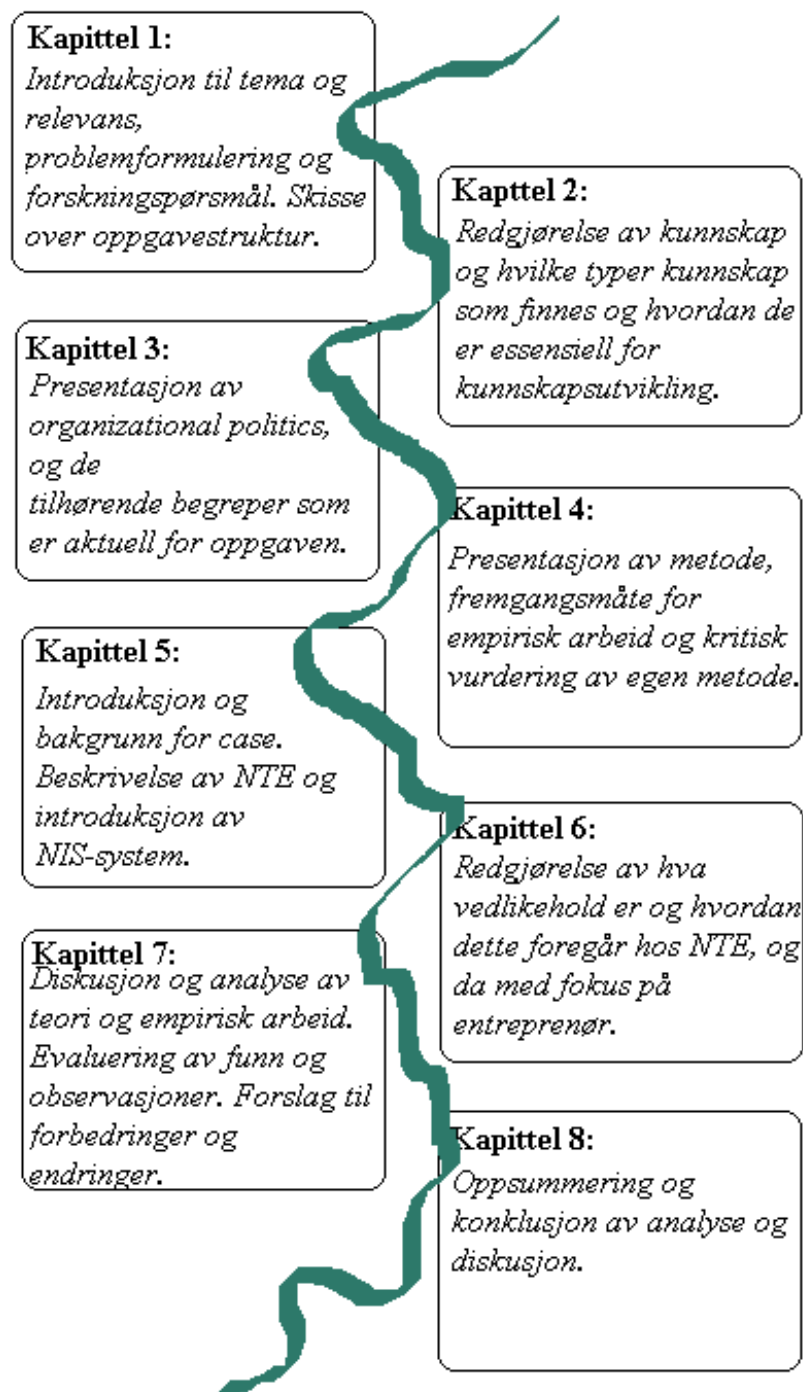 Kapittel 1:
Introduksjon til tema og
relevans,
problemformulering og
forskningspørsmål. Skisse
over oppgavestruktur.
Kapttel 2:
Redgjørelse av kunnskap
og hvilke typer kunnskap
som finnes og hvordan de
er essensiell for
kunnskapsutvikling.
Kapittel 3:
Presentasjon av
organizational politics,
og de
tilhørende begreper som
er aktuell for oppgaven.
Kapittel 4:
Presentasjon av metode,
fremgangsmåte for
empirisk arbeid og kritisk
vurdering av egen metode.
Kapittel 5:
Introduksjon og
bakgrunn for case.
Beskrivelse av NTE og
introduksjon av
NIS-system.
Kapittel 6:
Redgjørelse av hva
vedlikehold er og hvordan
dette foregår hos NTE, og
da med fokus på
entreprenør.
Kapittel 7:
Diskusjon og analyse av
teori og empirisk arbeid.
Evaluering av funn og
observasjoner. Forslag til
forbedringer og
endringer.
Kapittel 8:
Oppsummering og
konklusjon av analyse og
diskusjon.